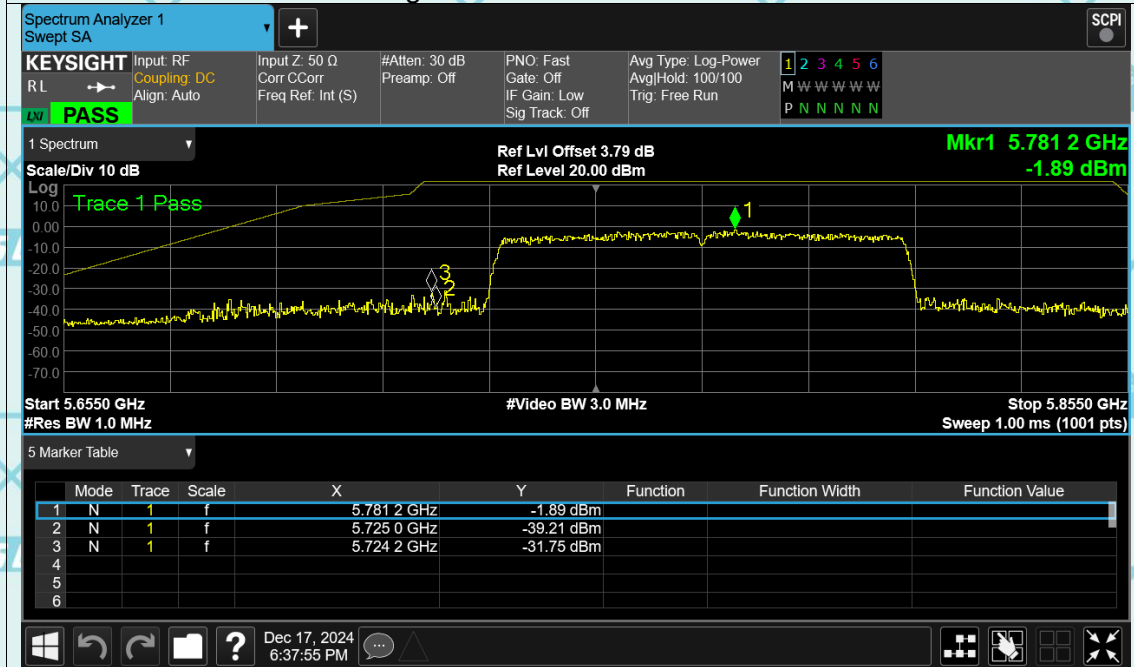 Spectrum Analyzer 1
Swept SA
+
SCPI
KEYSIGHT Input: RF Input Z: 50 Ω #Atten: 30 dB PNO: Fast Avg Type: Log-Power 1 2 3 4 5 6
RL Coupling: DC Corr CCorr Preamp: Off Gate: Off Avg|Hold: 100/100 M W W W W W
Align: Auto Freq Ref: Int (S) IF Gain: Low Trig: Free Run
LXI PASS Sig Track: Off P N N N N N
1 Spectrum Ref Lvl Offset 3.79 dB Mkr1 5.781 2 GHz
Scale/Div 10 dB Ref Level 20.00 dBm -1.89 dBm
Log
Trace 1 Pass
10.0
1
0.00
-10.0
-20.0
3
-30.0
2
-40.0
-50.0
-60.0
-70.0
Start 5.6550 GHz #Video BW 3.0 MHz Stop 5.8550 GHz
#Res BW 1.0 MHz Sweep 1.00 ms (1001 pts)
5 Marker Table
Mode Trace Scale X Y Function Function Width Function Value
1 N 1 f 5.781 2 GHz -1.89 dBm
2 N 1 f 5.725 0 GHz -39.21 dBm
3 N 1 f 5.724 2 GHz -31.75 dBm
4
5
6
? Dec 17, 2024
6:37:55 PM